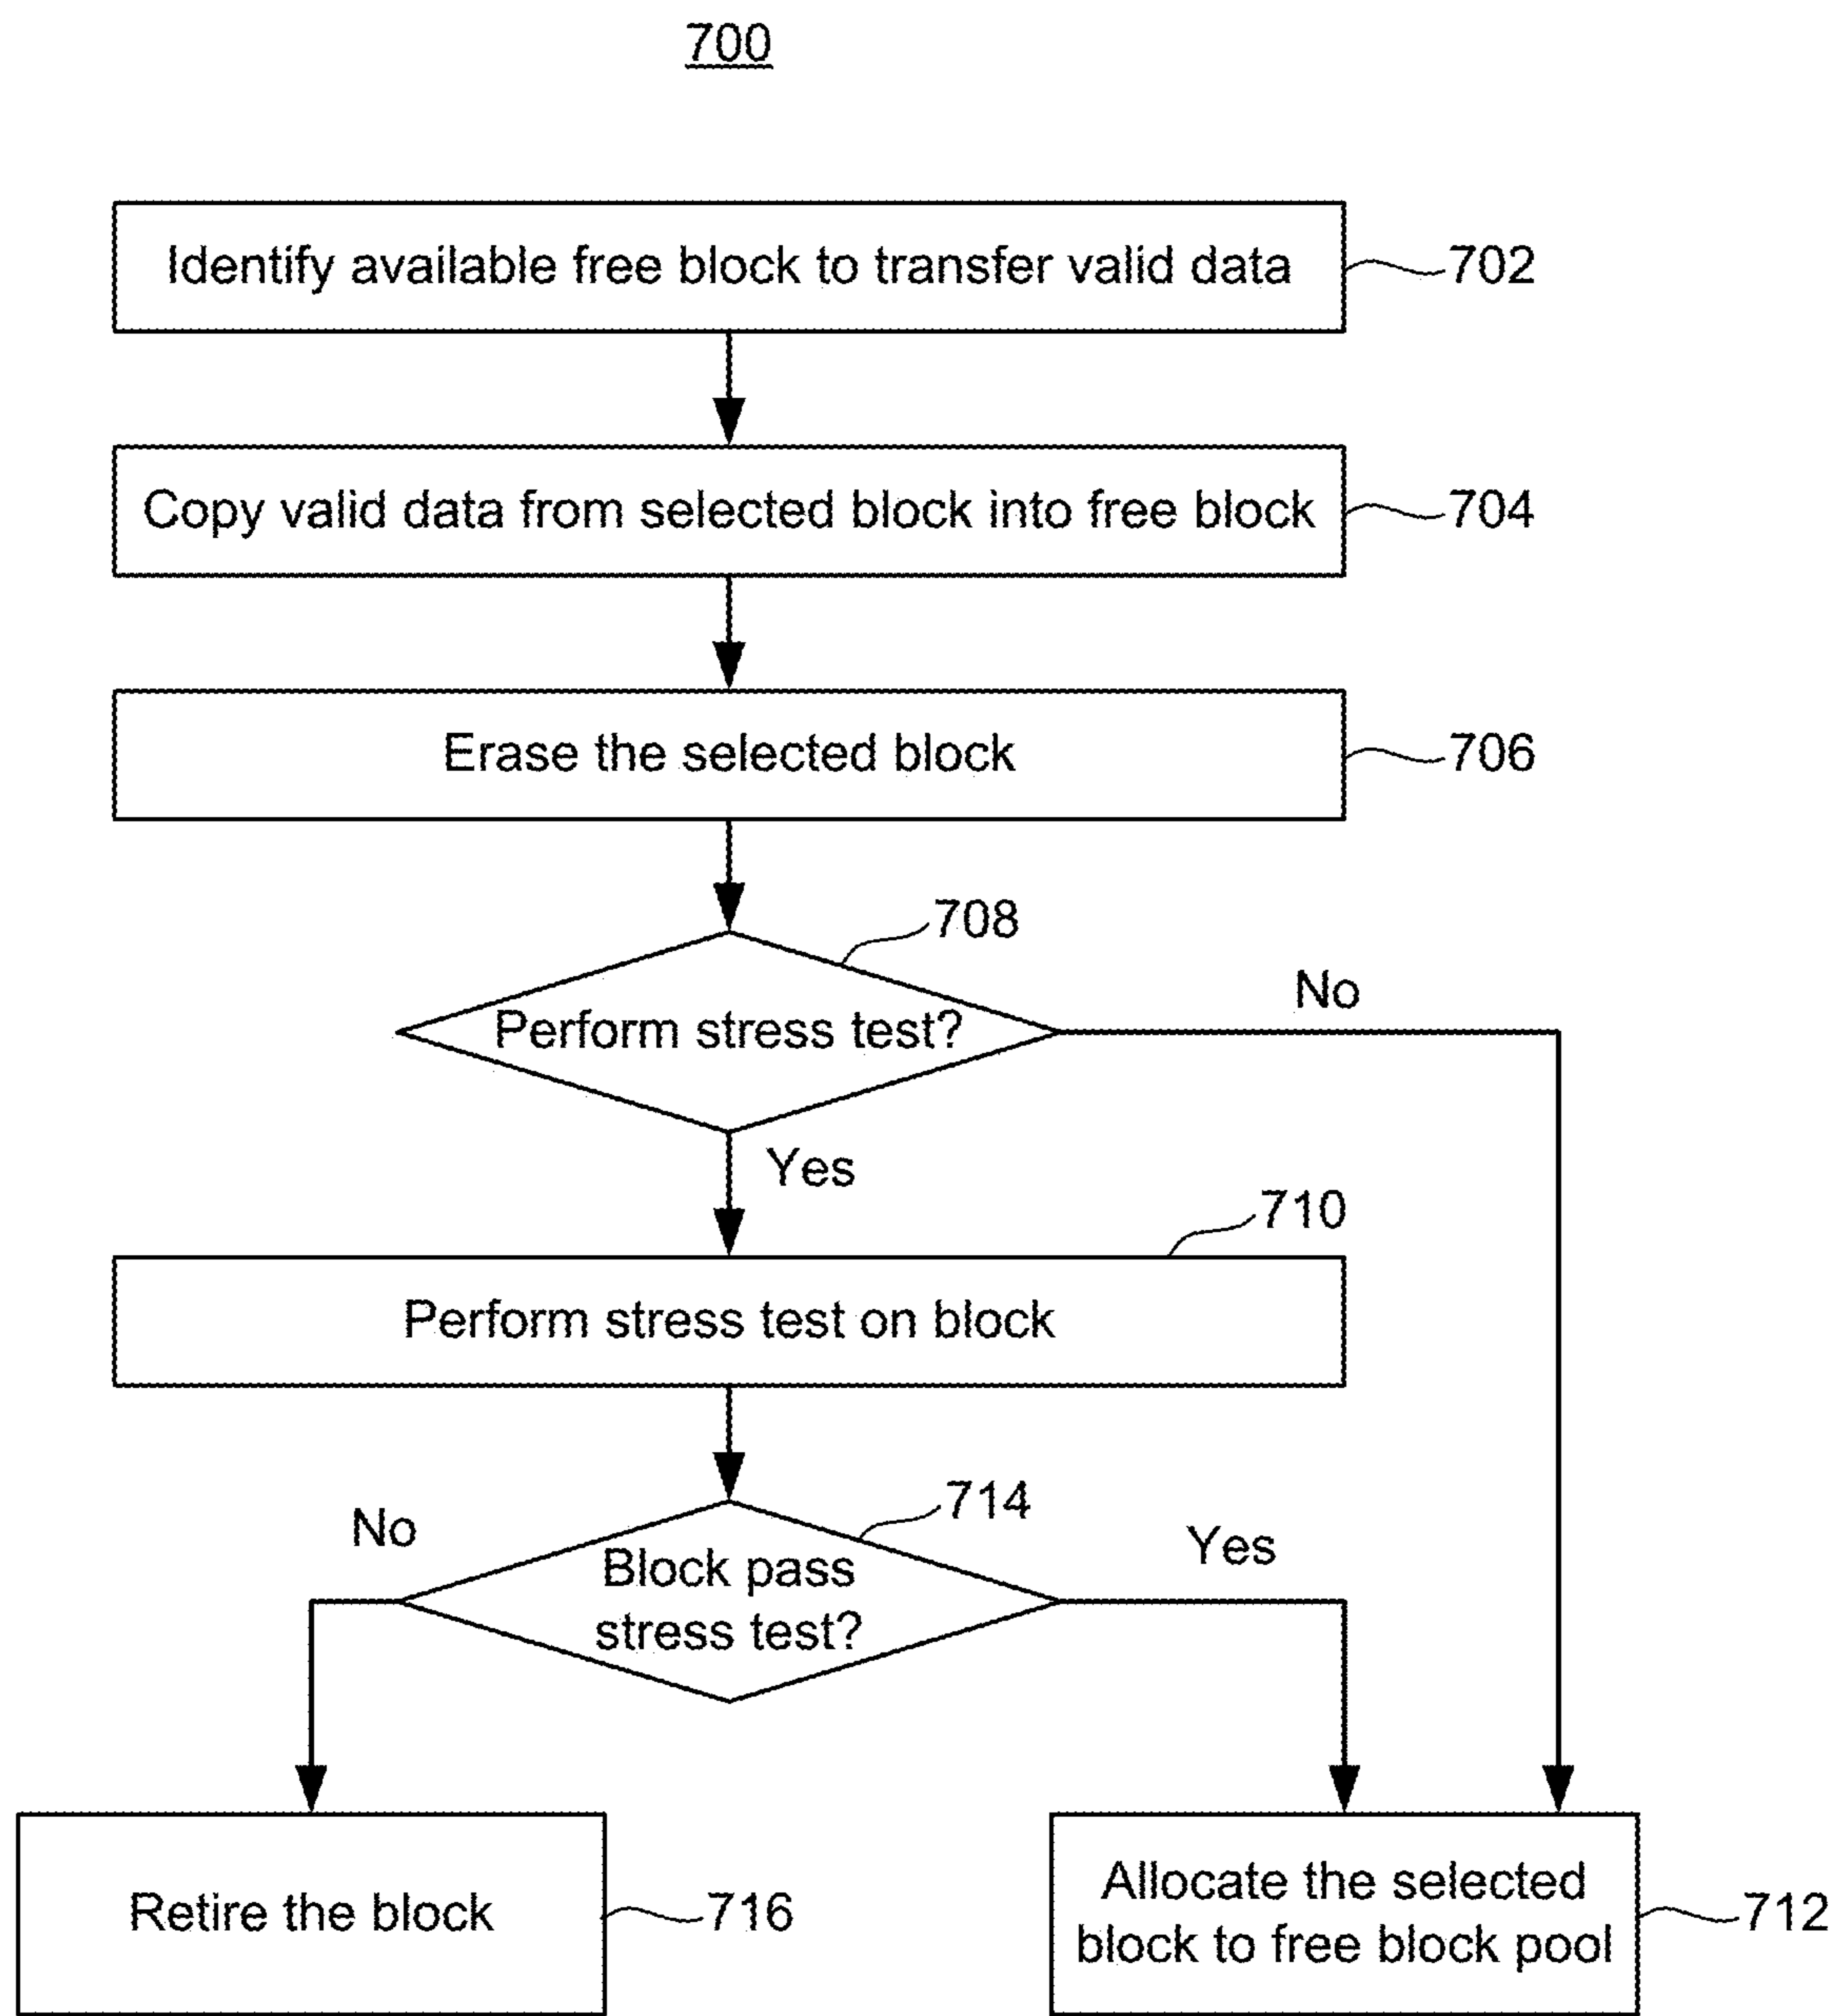 700
Identify available free block to transfer valid data
702
Copy valid data from selected block into free block
704
Erase the selected block
706
708
Perform stress test?
No
Yes
710
Perform stress test on block
714
No
Block pass
stress test?
Yes
Retire the block
716
Allocate the selected
block to free block pool
712